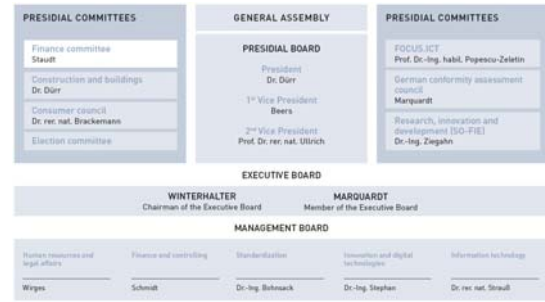 PRESIDIAL COMMITTEES
Finance committee
Staudt
Construction and buildings
Dr. Dürr
Consumer council
Dr. rer. nat. Brackemann
Election committee
GENERAL ASSEMBLY
PRESIDIAL BOARD
President
Dr. Dürr
1st Vice President
Beers
2nd Vice President
Prof. Dr. rer. nat. Ullrich
PRESIDIAL COMMITTEES
FOCUS.ICT
Prof. Dr.-Ing. habil. Popescu-Zeletin
German conformity assessment
council
Marquardt
Research, innovation and
development (SO-FIE)
Dr.-Ing. Ziegahn
EXECUTIVE BOARD
WINTERHALTER
Chairman of the Executive Board
MARQUARDT
Member of the Executive Board
MANAGEMENT BOARD
Human resources and
legal affairs
Wirges
Finance and controlling
Schmidt
Standardization
Dr.-Ing. Behnsack
Innovation and digital
technologies
Dr.-Ing. Stephan
Information technology
Dr. rer. nat. Strauß